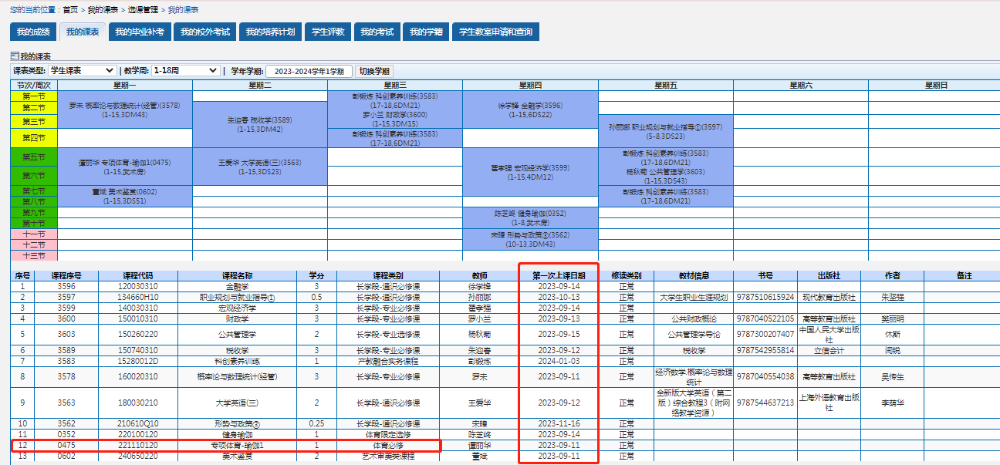 您的当前位置：首页 > 我的课表 > 选课管理 > 我的课表
我的成绩 我的课表 我的毕业补考 我的校外考试 我的培养计划 学生评教 我的考试 我的学籍 学生教室申请和查询
我的课表
课表类型: 学生课表 | 教学周: 1-18周 | 学年学期: 2023-2024学年1学期 切换学期
节次/周次 星期一 星期二 星期三 星期四 星期五 星期六 星期日
第一节
第二节
第三节
第四节
第五节
第六节
第七节
第八节
第九节
第十节
十一节
十二节
十三节
罗末 概率论与数理统计(经管)(3578)
(1-15,3DM43)
谭丽华 专项体育-瑜伽1(0475)
(1-15,武术房)
董斌 美术鉴赏(0602)
(1-15,3DS51)
朱迎春 税收学(3589)
(1-15,3DM42)
王爱华 大学英语(三)(3563)
(1-15,3DS23)
彭锻炼 科创素养训练(3583)
(17-18,6DM21)
罗小兰 财政学(3600)
(1-15,3DM15)
彭锻炼 科创素养训练(3583)
(17-18,6DM21)
徐学锋 金融学(3596)
(1-15,6DS22)
瞿孝强 宏观经济学(3599)
(1-15,4DM12)
陈芝峂 健身瑜伽(0352)
(1-8,武术房)
宋暐 形势与政策③(3562)
(10-13,3DM43)
孙丽娜 职业规划与就业指导①(3597)
(5-8,3DS23)
彭锻炼 科创素养训练(3583)
(17-18,6DM21)
杨秋菊 公共管理学(3603)
(1-15,3DS43)
彭锻炼 科创素养训练(3583)
(17-18,6DM21)
序号 课程序号 课程代码 课程名称 学分 课程类别 教师 第一次上课日期 修读类别 教材信息 书号 出版社 作者 备注
1 3596 120030310 金融学 3 长学段-通识必修课 徐学锋 2023-09-14 正常
2 3597 134660H10 职业规划与就业指导① 0.5 长学段-通识必修课 孙丽娜 2023-10-13 正常 大学生职业生涯规划 9787510615924 现代教育出版社 朱坚强
3 3599 140030310 宏观经济学 3 长学段-专业必修课 瞿孝强 2023-09-14 正常
4 3600 150010310 财政学 3 长学段-专业必修课 罗小兰 2023-09-13 正常 公共财政概论 9787040522105 高等教育出版社 樊丽明
5 3603 150260220 公共管理学 2 长学段-专业选修课 杨秋菊 2023-09-15 正常 公共管理学导论 9787300207407 中国人民大学出版社 休斯
6 3589 150740310 税收学 3 长学段-专业必修课 朱迎春 2023-09-12 正常 税收学 9787542955814 立信会计 闫锐
7 3583 15280012D 科创素养训练 1 产教融合实务课程 彭锻炼 2024-01-03 正常
8 3578 160020310 概率论与数理统计(经管) 3 长学段-专业必修课 罗末 2023-09-11 正常 经济数学.概率论与数理统计 9787040554038 高等教育出版社 吴传生
9 3563 180030210 大学英语(三) 2 长学段-通识必修课 王爱华 2023-09-12 正常 全新版大学英语（第二版）综合教程3（附网络教学资源） 9787544637213 上海外语教育出版社 李荫华
10 3562 210610Q10 形势与政策③ 0.25 长学段-通识必修课 宋暐 2023-11-16 正常
11 0352 220100120 健身瑜伽 1 体育限定选修 陈芝峂 2023-09-14 正常
12 0475 221110120 专项体育-瑜伽1 1 体育必修 谭丽华 2023-09-11 正常
13 0602 240650220 美术鉴赏 2 艺术审美类课程 董斌 2023-09-11 正常